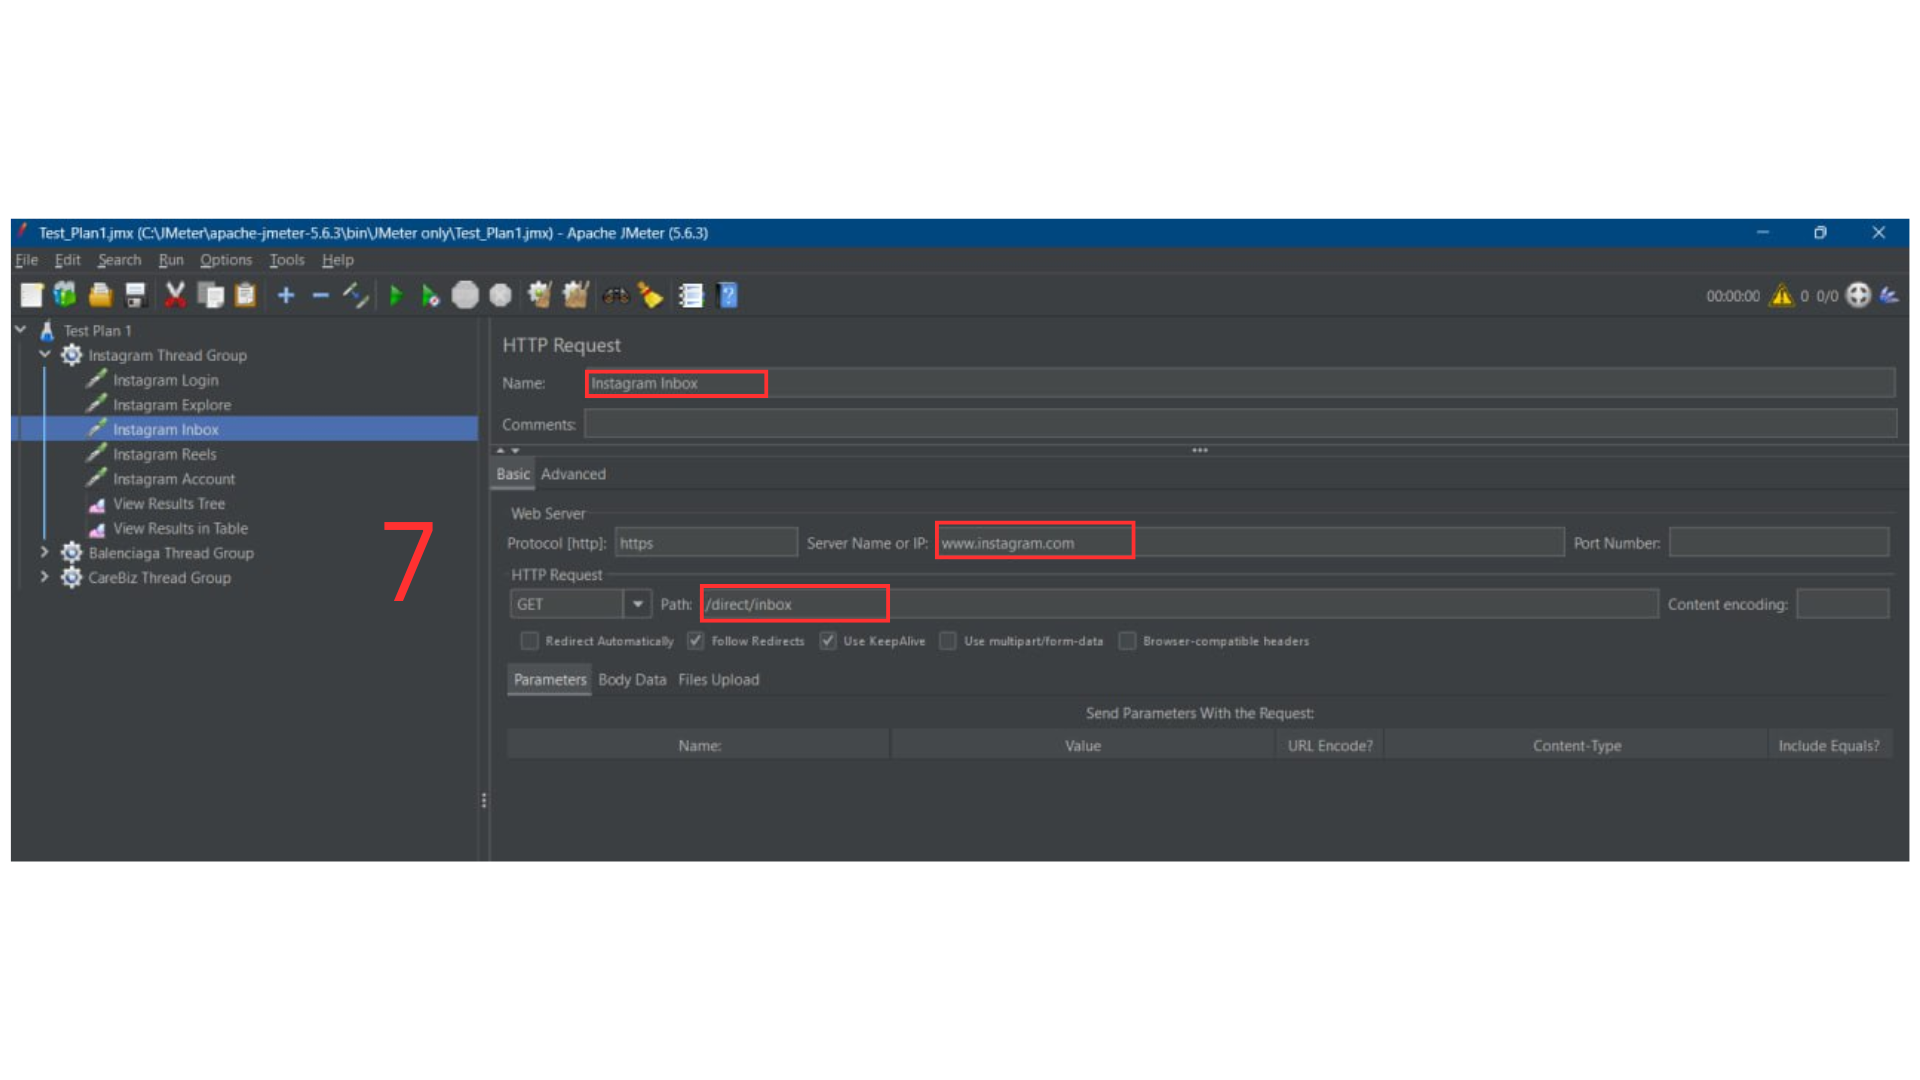 Test_Plan1.jmx (C:\JMeter\apache-jmeter-5.6.3\bin\JMeter only\Test_Plan1.jmx) - Apache JMeter (5.6.3)
File Edit Search Run Options Tools Help
00:00:00 0 0/0
Test Plan 1
Instagram Thread Group
Instagram Login
Instagram Explore
Instagram Inbox
Instagram Reels
Instagram Account
View Results Tree
View Results in Table
Balenciaga Thread Group
CareBiz Thread Group
7
HTTP Request
Name: Instagram Inbox
Comments:
Basic Advanced
Web Server
Protocol [http]: https Server Name or IP: www.instagram.com Port Number:
HTTP Request
GET Path: /direct/inbox Content encoding:
Redirect Automatically Follow Redirects Use KeepAlive Use multipart/form-data Browser-compatible headers
Parameters Body Data Files Upload
Send Parameters With the Request:
Name: Value URL Encode? Content-Type Include Equals?